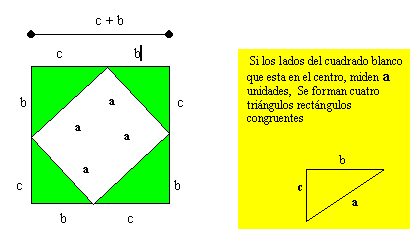 c + b
c b
b c
a
a a
a
c b
b c
Si los lados del cuadrado blanco
que esta en el centro, miden a
unidades, Se forman cuatro
triángulos rectángulos
congruentes
b
c
a